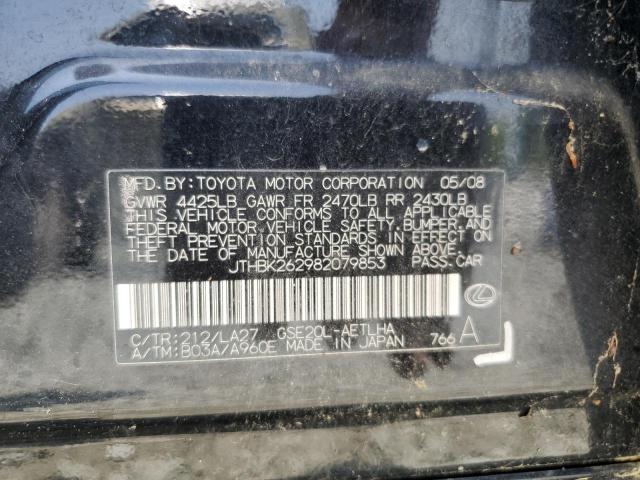 MFD.BY:TOYOTA MOTOR CORPORATION 05/08
GVWR 4425LB GAWR FR 2470LB RR 2430LB
THIS VEHICLE CONFORMS TO ALL APPLICABLE
FEDERAL MOTOR VEHICLE SAFETY,BUMPER,AND
THEFT PREVENTION STANDARDS IN EFFECT ON
THE DATE OF MANUFACTURE SHOWN ABOVE.
JTHBK262982079853 PASS.CAR
C/TR:212/LA27 GSE20L-AETLHA
A/TM:B03A/A960E MADE IN JAPAN 766 A